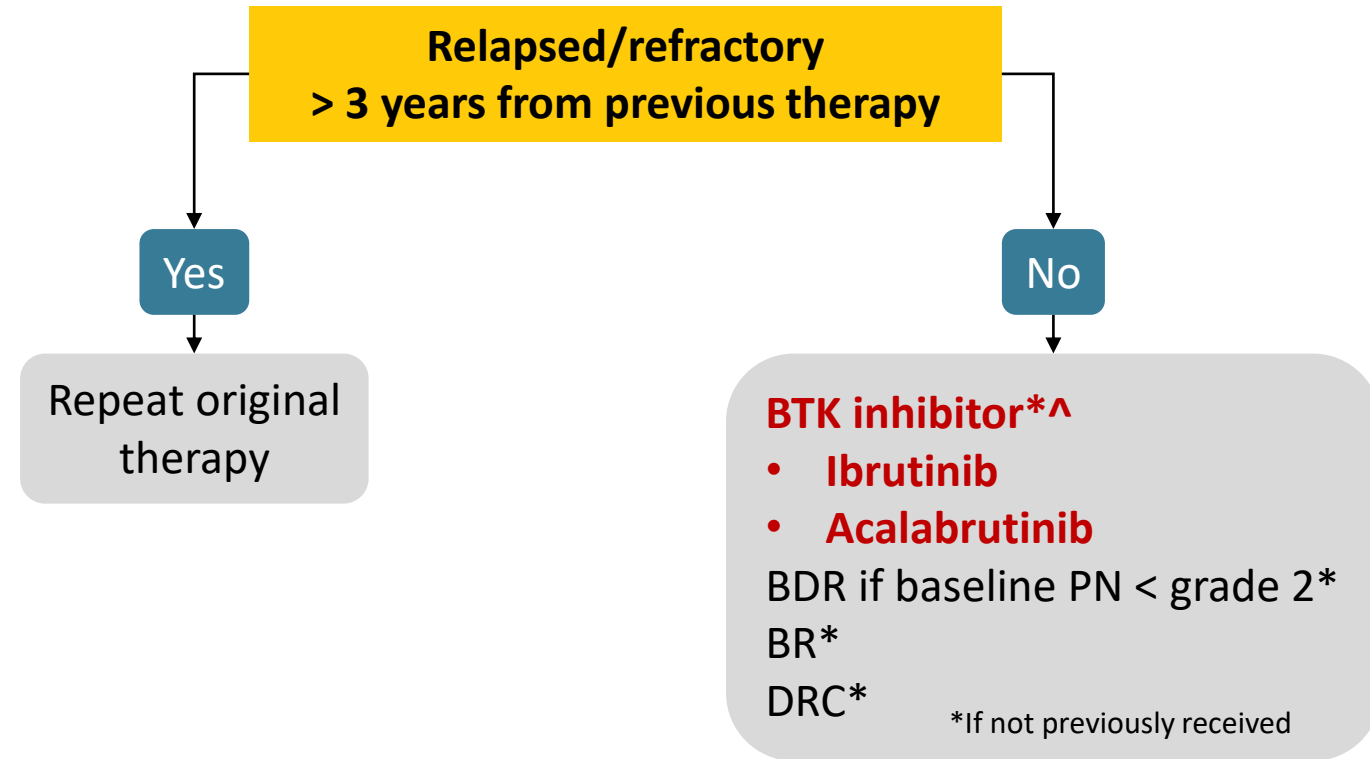 Relapsed/refractory
> 3 years from previous therapy
Yes
No
Repeat original
therapy
BTK inhibitor*^
• Ibrutinib
• Acalabrutinib
BDR if baseline PN < grade 2*
BR*
DRC*
*If not previously received